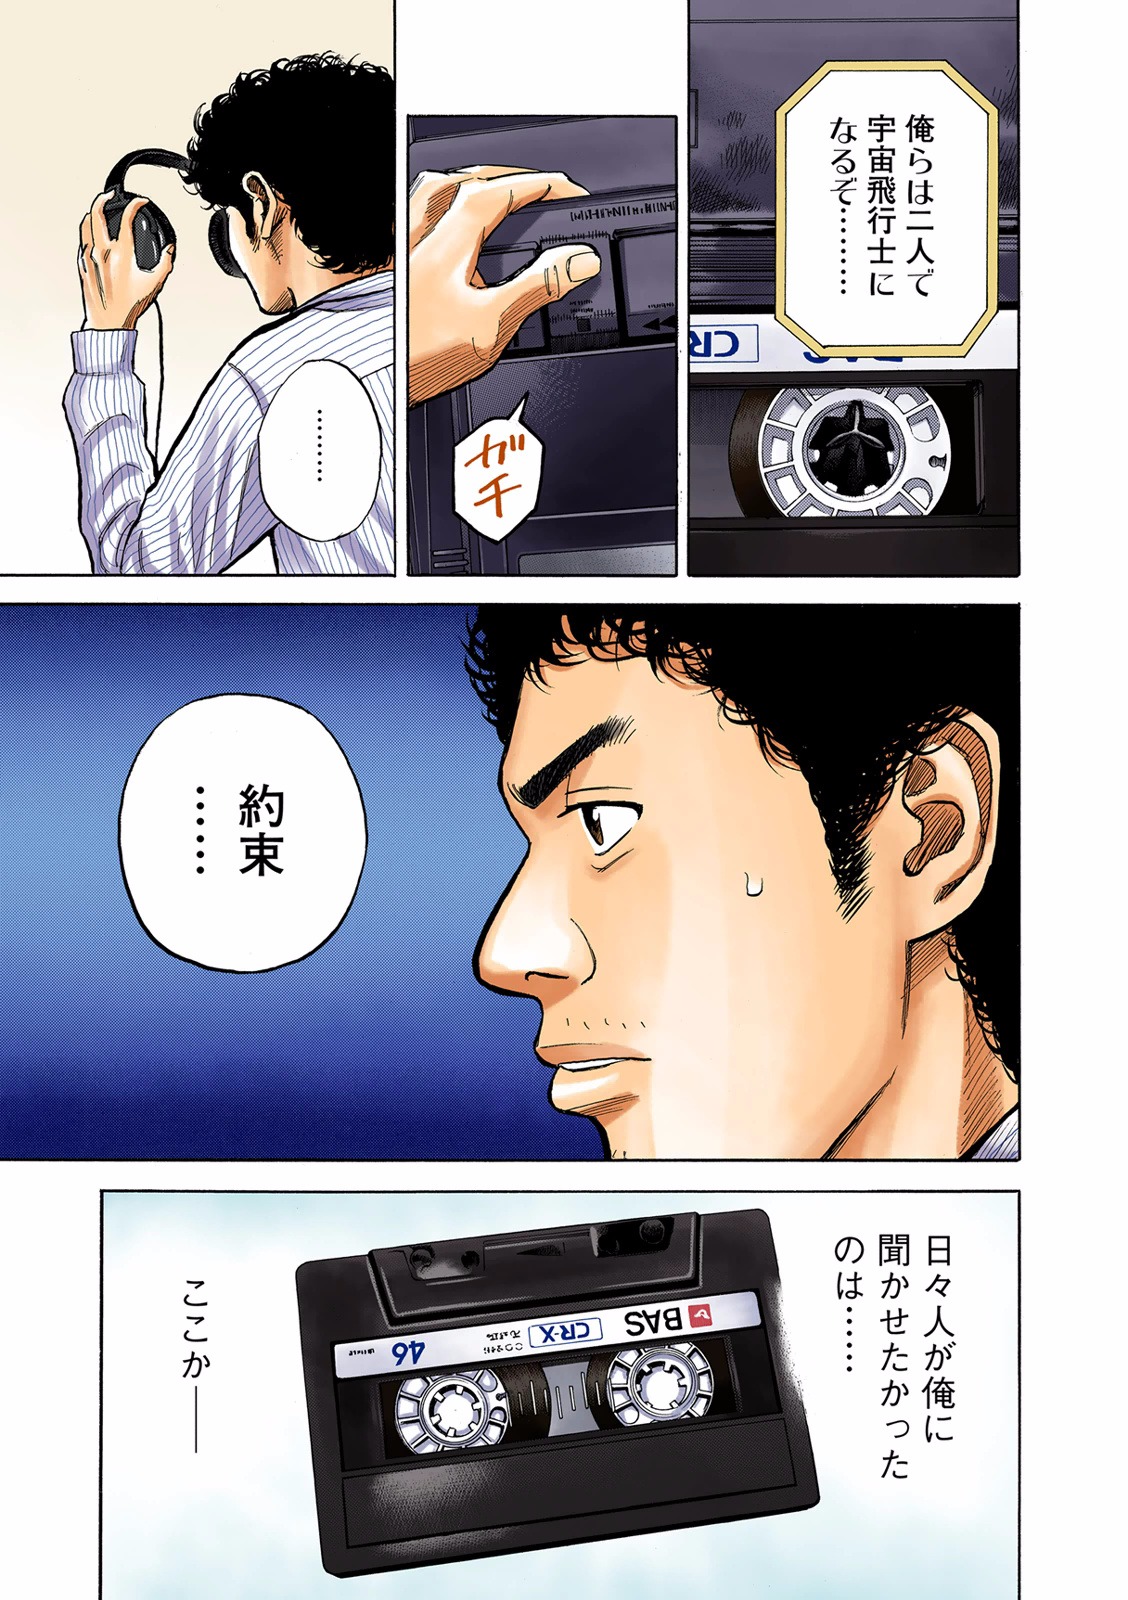 俺らは二人で
宇宙飛行士に
なるぞ………
BAS
CR
ガチ
………
約束
……
日々人が俺に
聞かせたかった
のは……
BAS
CR-X
46
ここか——